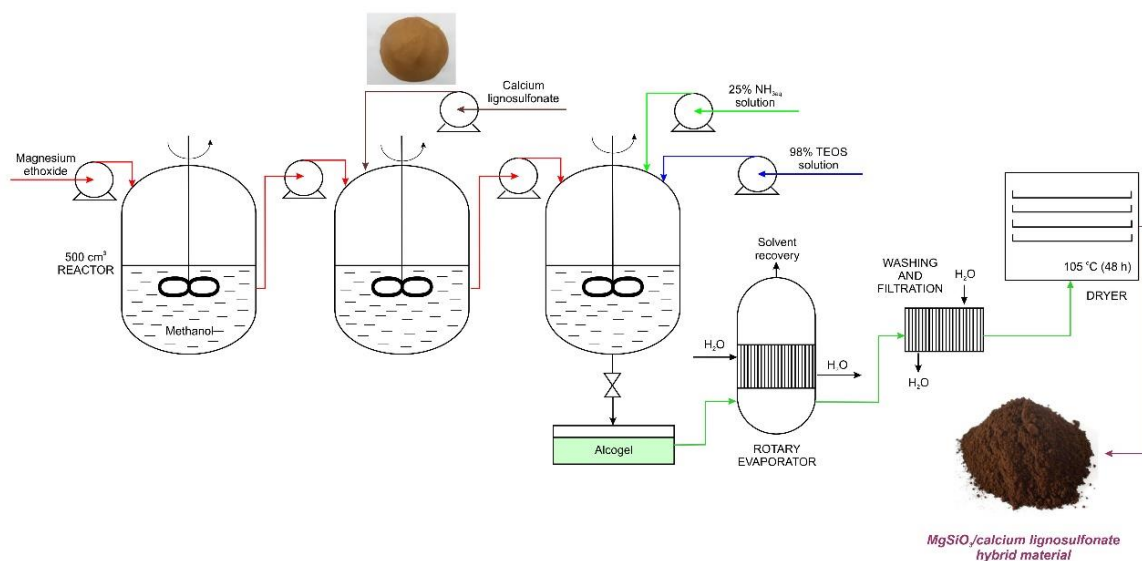 Calcium
lignosulfonate
25% NH₃ₐq
solution
98% TEOS
solution
Magnesium
ethoxide
500 cm³
REACTOR
Methanol
Alcogel
Solvent
recovery
H₂O
H₂O
ROTARY
EVAPORATOR
WASHING
AND
FILTRATION
H₂O
H₂O
105 °C (48 h)
DRYER
MgSiO₃/calcium lignosulfonate
hybrid material